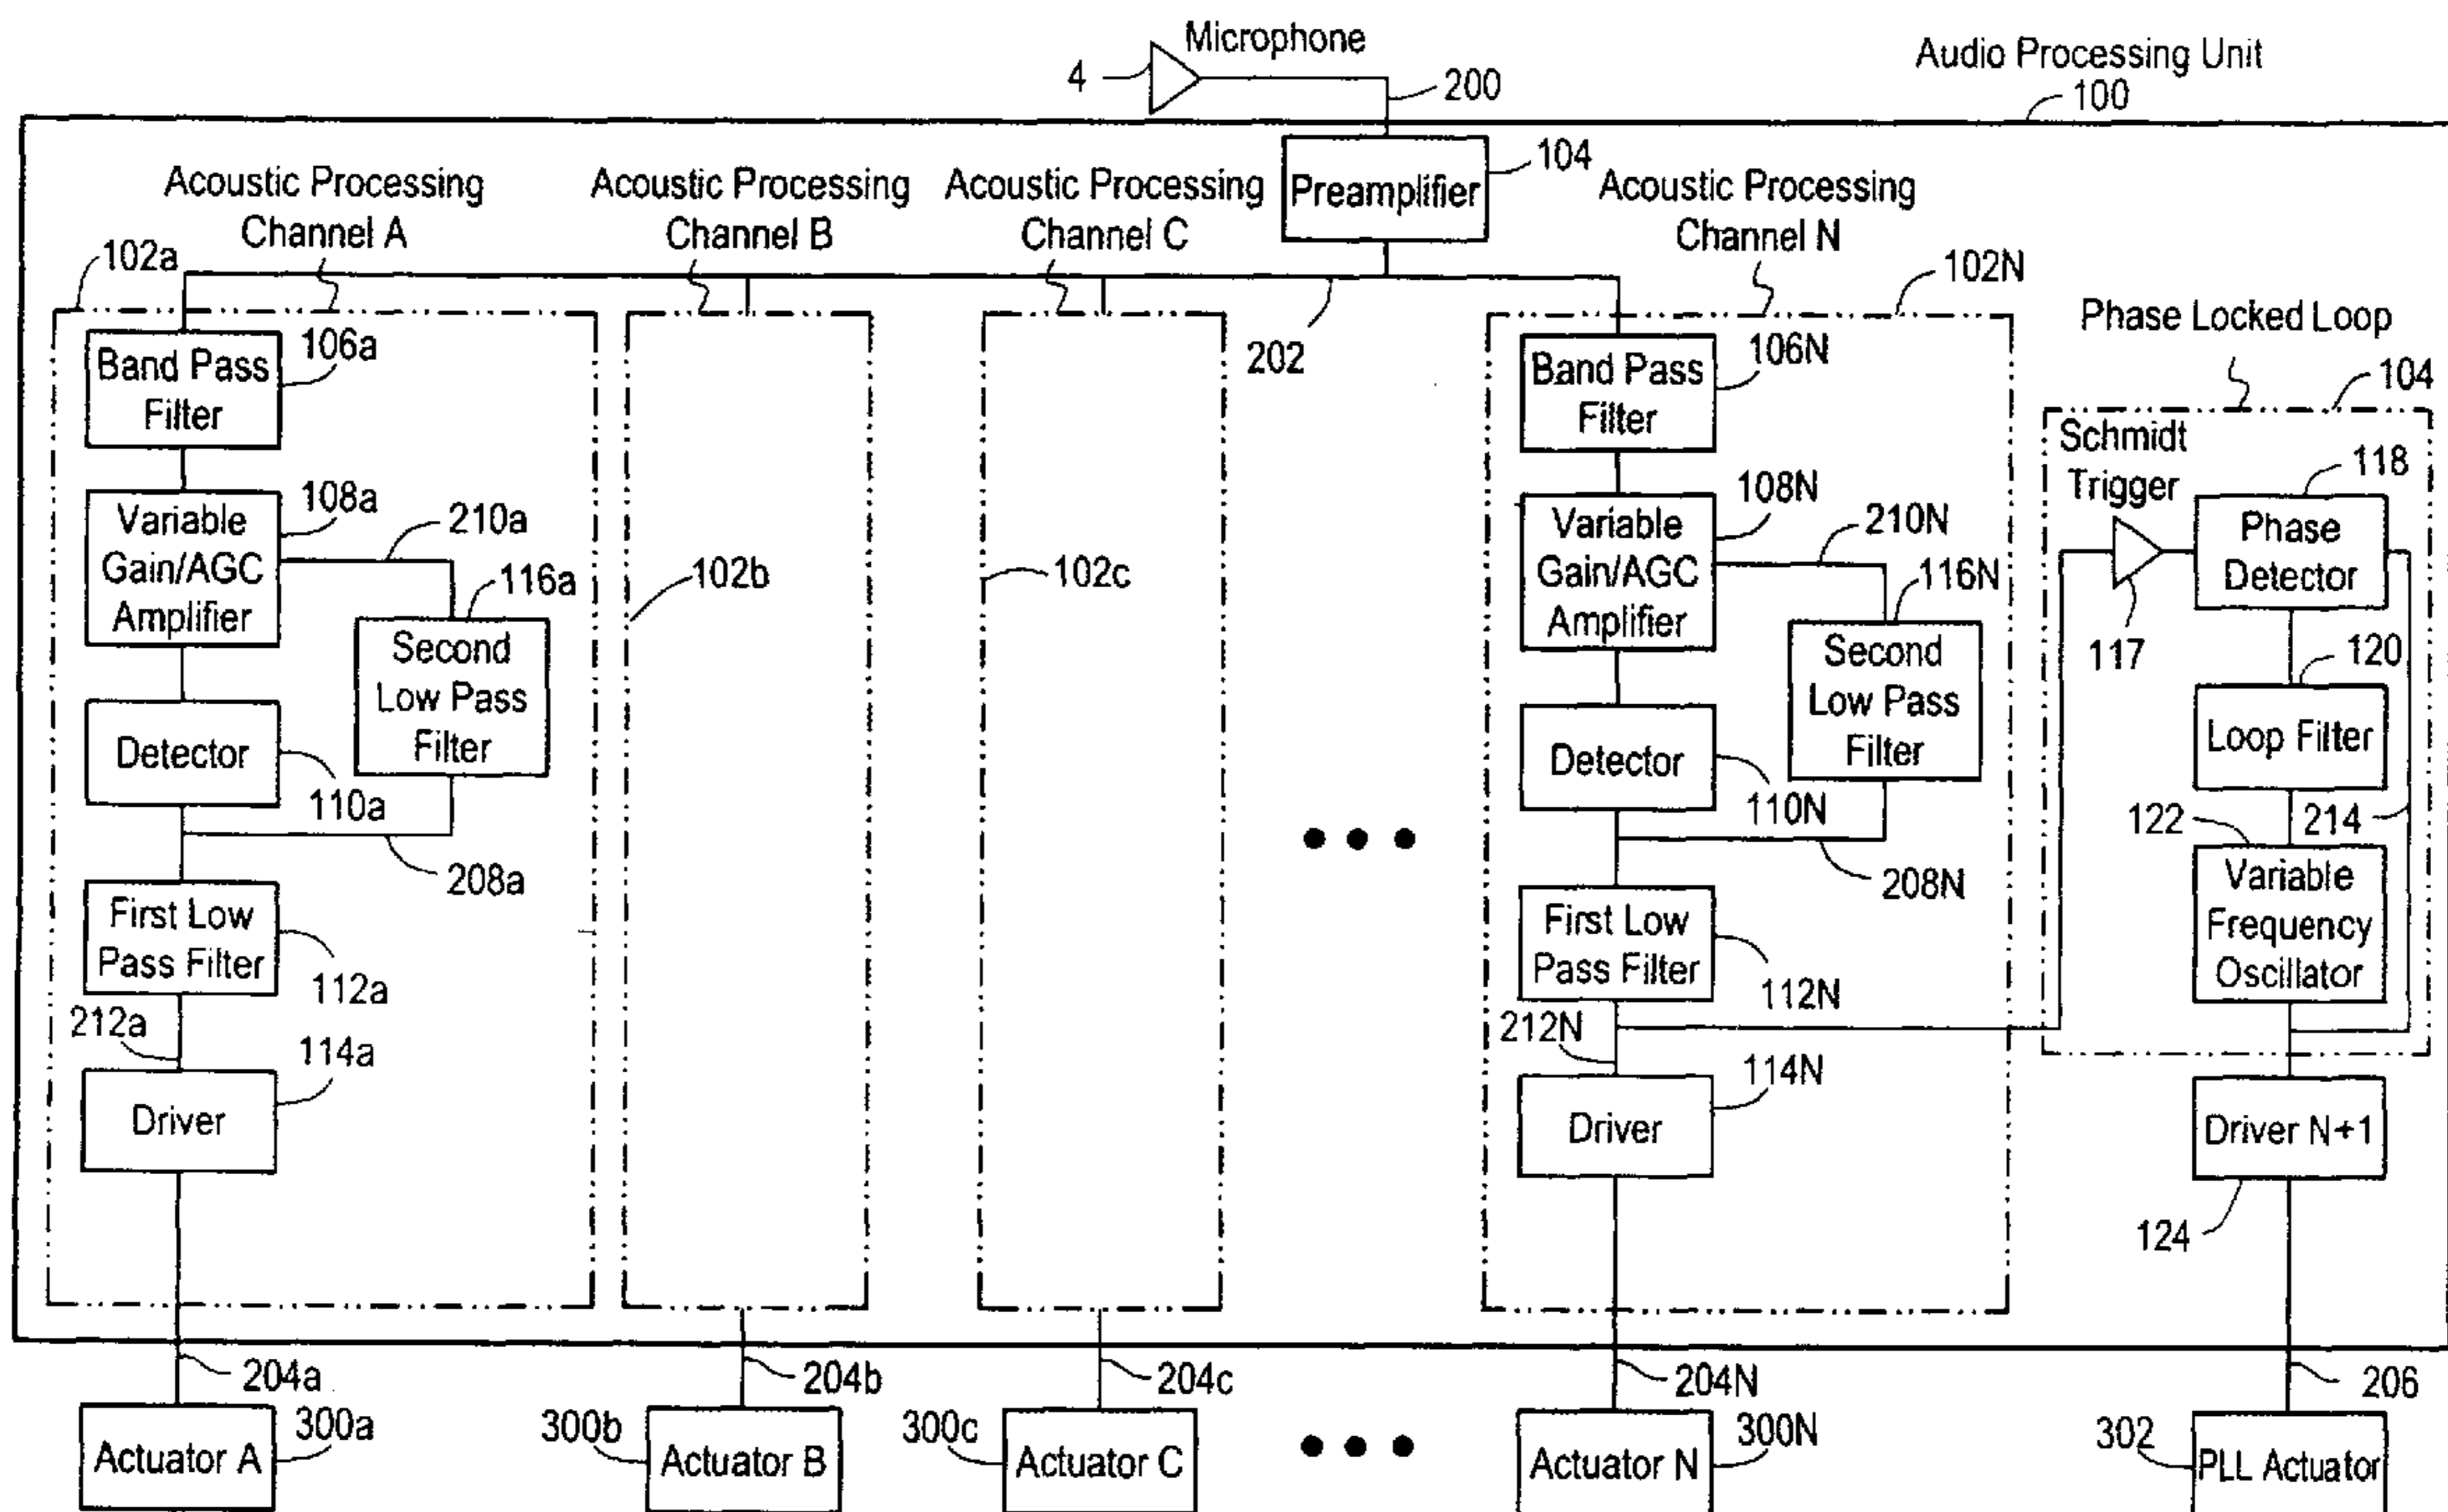 Microphone
4
200
Audio Processing Unit
100
Preamplifier
104
Acoustic Processing
Channel A
102a
Acoustic Processing
Channel B
Acoustic Processing
Channel C
Acoustic Processing
Channel N
102N
202
Band Pass
Filter
106a
Variable
Gain/AGC
Amplifier
108a
210a
116a
Second
Low Pass
Filter
Detector
110a
208a
First Low
Pass Filter
112a
212a
114a
Driver
102b
102c
Band Pass
Filter
106N
Variable
Gain/AGC
Amplifier
108N
210N
116N
Second
Low Pass
Filter
Detector
110N
208N
First Low
Pass Filter
112N
212N
114N
Driver
Phase Locked Loop
104
Schmidt
Trigger
117
118
Phase
Detector
120
Loop Filter
122
214
Variable
Frequency
Oscillator
Driver N+1
124
204a
204b
204c
204N
206
Actuator A
300a
300b
Actuator B
300c
Actuator C
Actuator N
300N
302
PLL Actuator